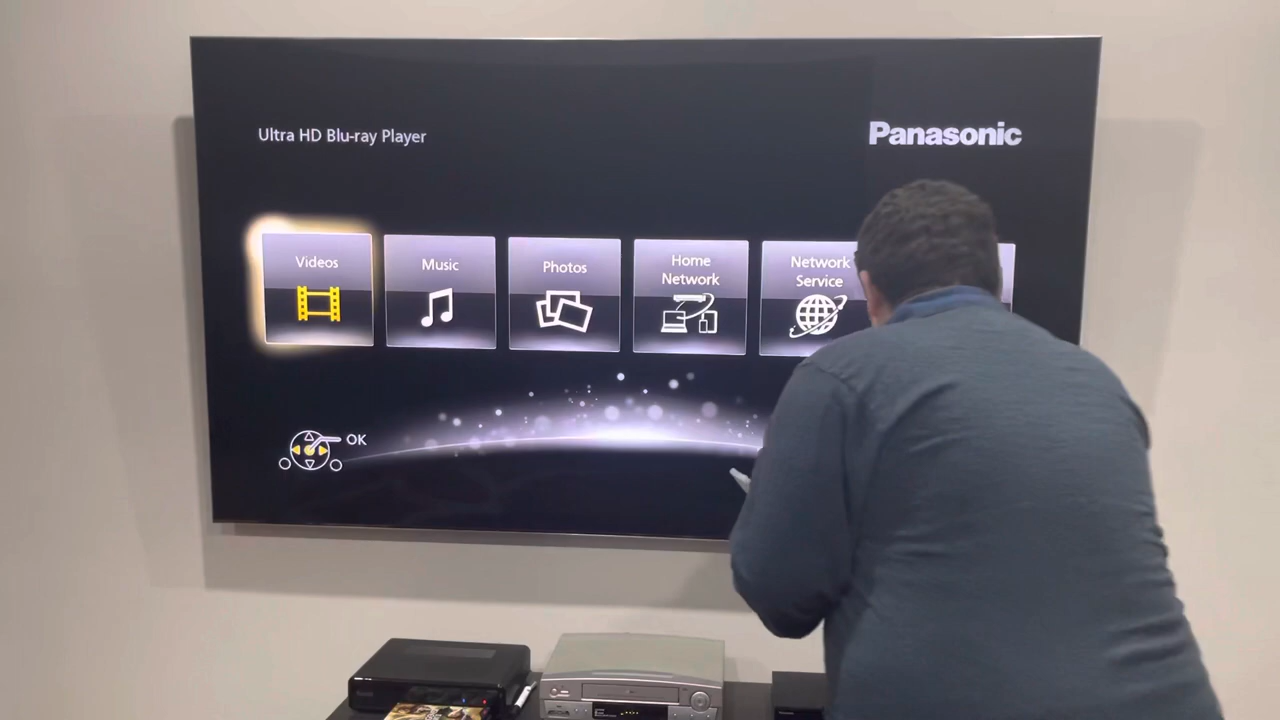 Ultra HD Blu-ray Player
Panasonic
Videos
Music
Photos
Home
Network
Network
Service
OK